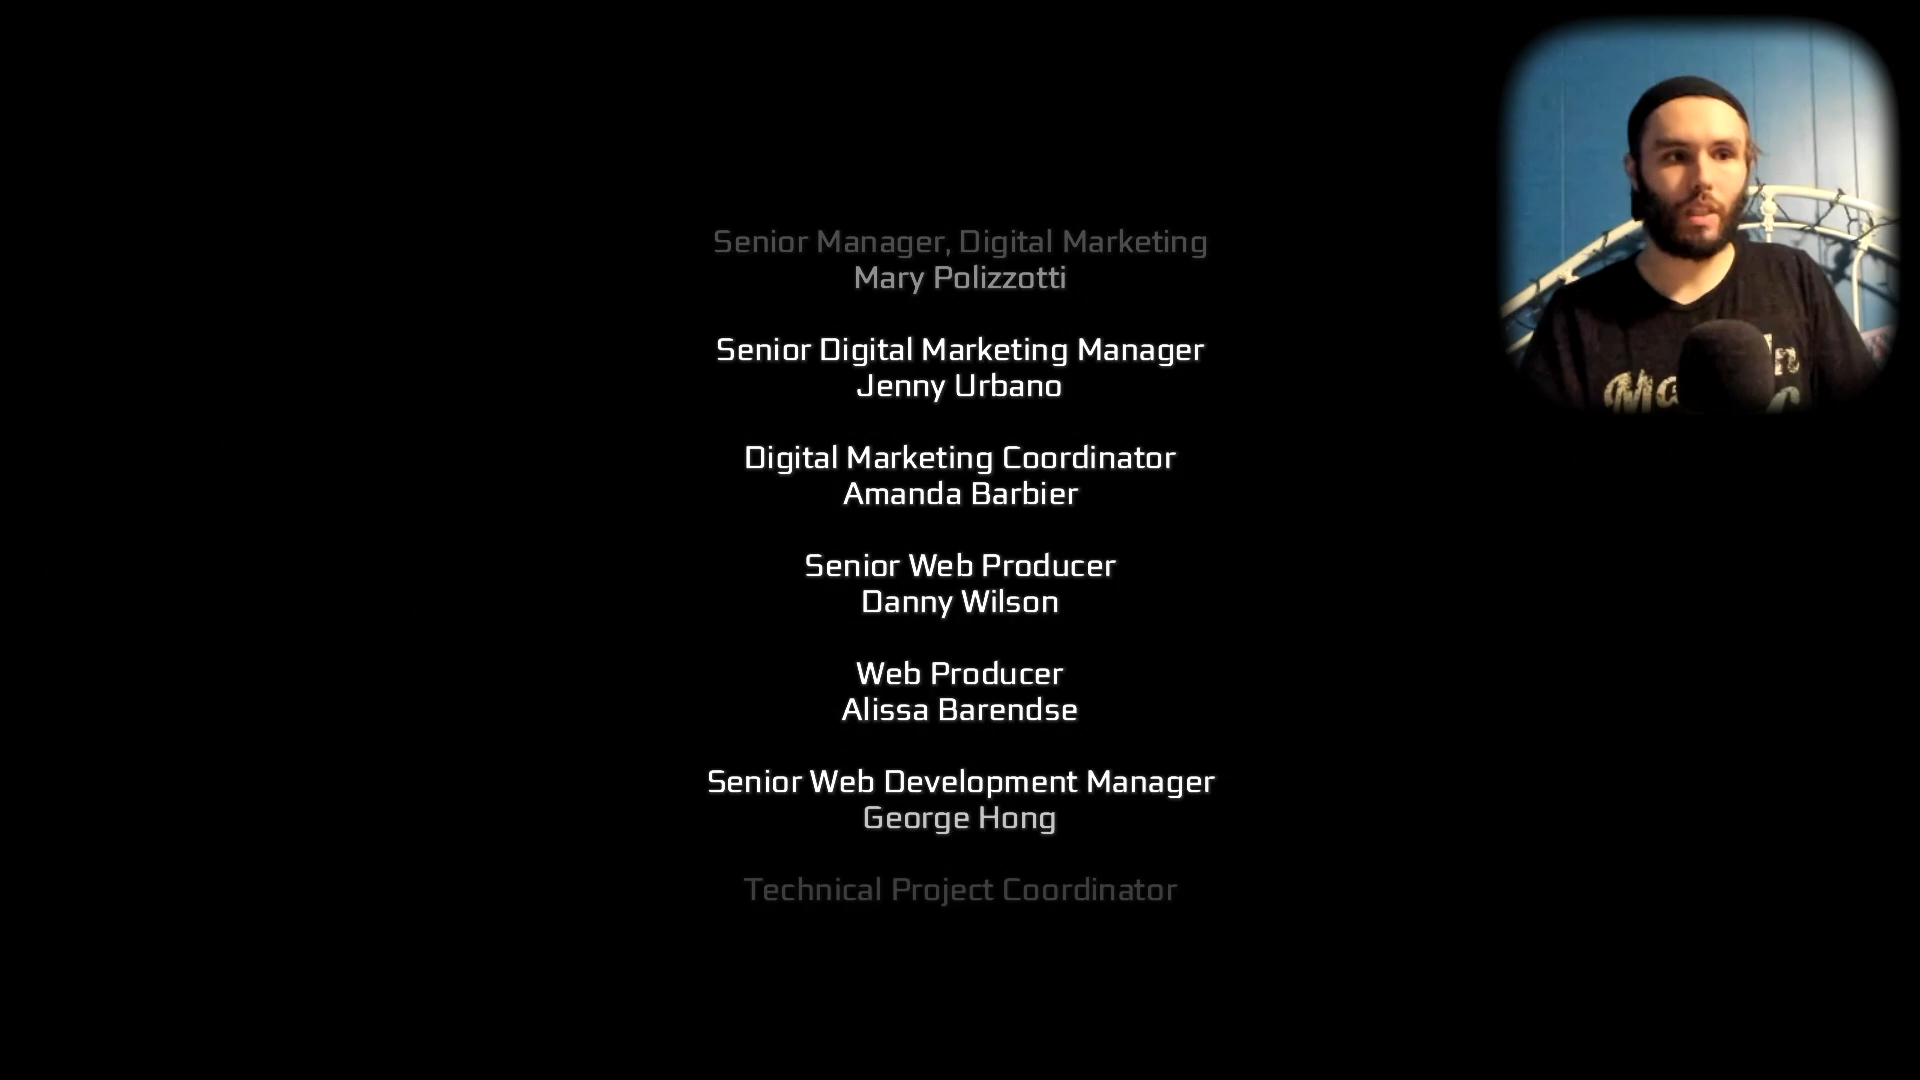 Senior Manager, Digital Marketing
Mary Polizzotti
Senior Digital Marketing Manager
Jenny Urbano
Digital Marketing Coordinator
Amanda Barbier
Senior Web Producer
Danny Wilson
Web Producer
Alissa Barendse
Senior Web Development Manager
George Hong
Technical Project Coordinator